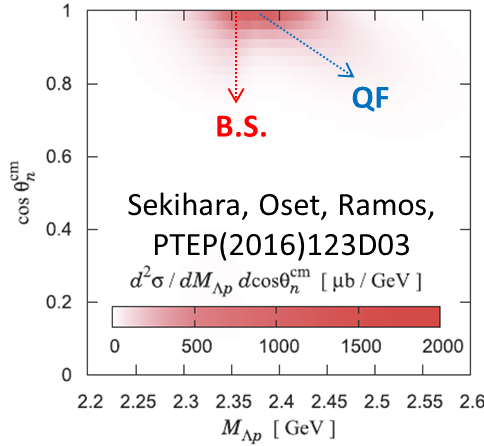 1
0.8
0.6
0.4
0.2
0
cos θn^cm
B.S.
QF
Sekihara, Oset, Ramos,
PTEP(2016)123D03
d²σ / dM_Λp dcosθn^cm [ μb / GeV ]
0 500 1000 1500 2000
2.2 2.25 2.3 2.35 2.4 2.45 2.5 2.55 2.6
M_Λp [ GeV ]